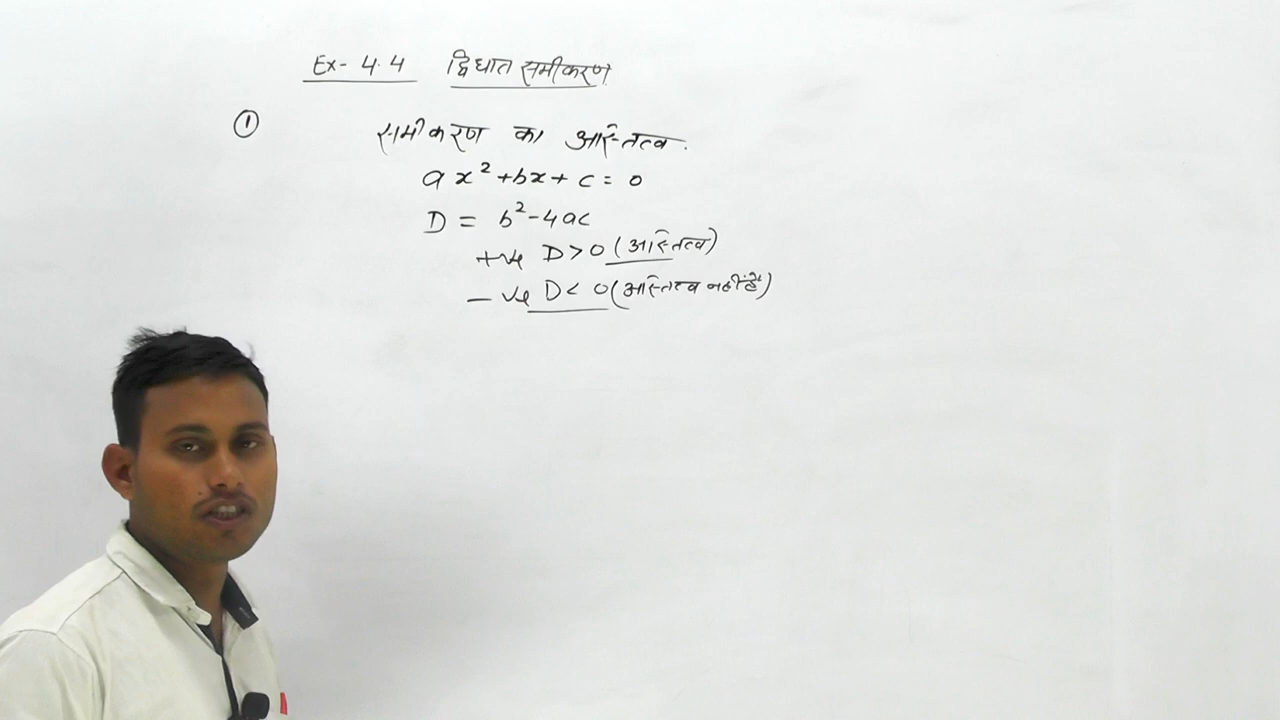 Ex- 4.4 द्विघात समीकरण
① समीकरण का अस्तित्व.
ax²+bx+c=0
D = b²-4ac
+ve D>0 (अस्तित्व)
-ve D<0 (अस्तित्व नहीं है)